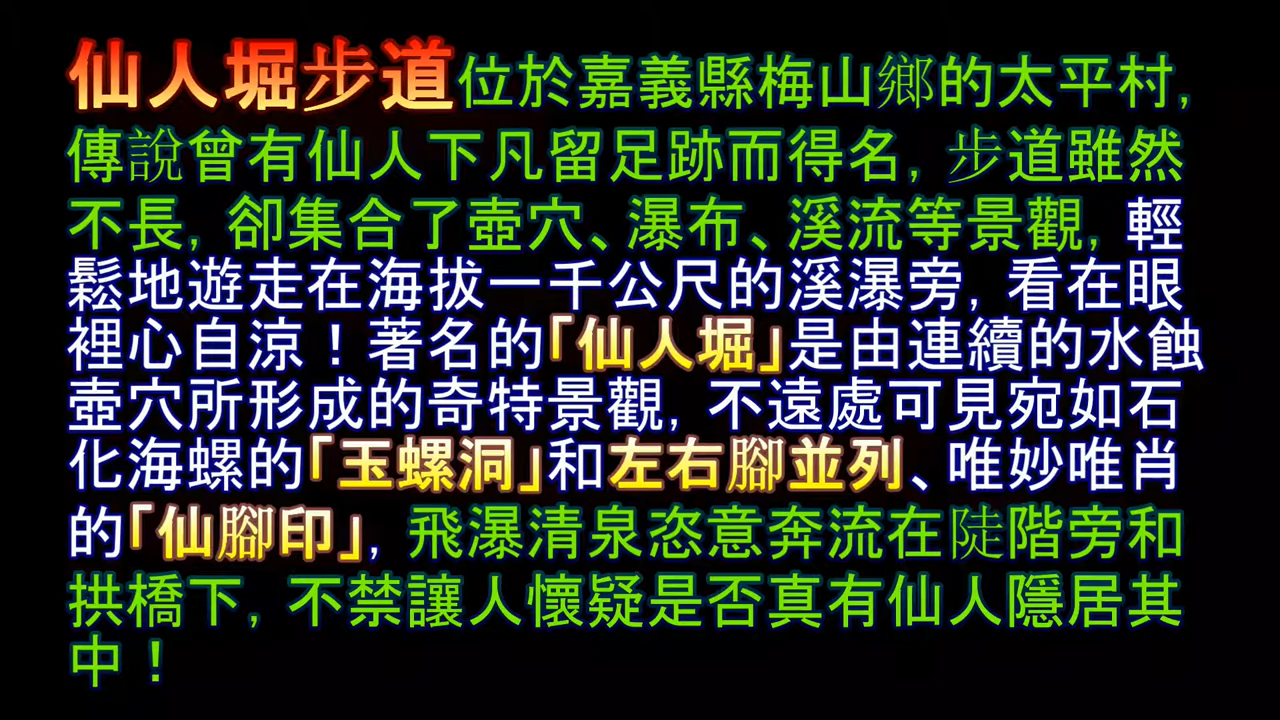 仙人堀步道位於嘉義縣梅山鄉的太平村,
傳說曾有仙人下凡留足跡而得名, 步道雖然
不長, 卻集合了壺穴、瀑布、溪流等景觀, 輕
鬆地遊走在海拔一千公尺的溪瀑旁, 看在眼
裡心自涼！著名的「仙人堀」是由連續的水蝕
壺穴所形成的奇特景觀, 不遠處可見宛如石
化海螺的「玉螺洞」和左右腳並列、唯妙唯肖
的「仙腳印」, 飛瀑清泉恣意奔流在陡階旁和
拱橋下, 不禁讓人懷疑是否真有仙人隱居其
中！